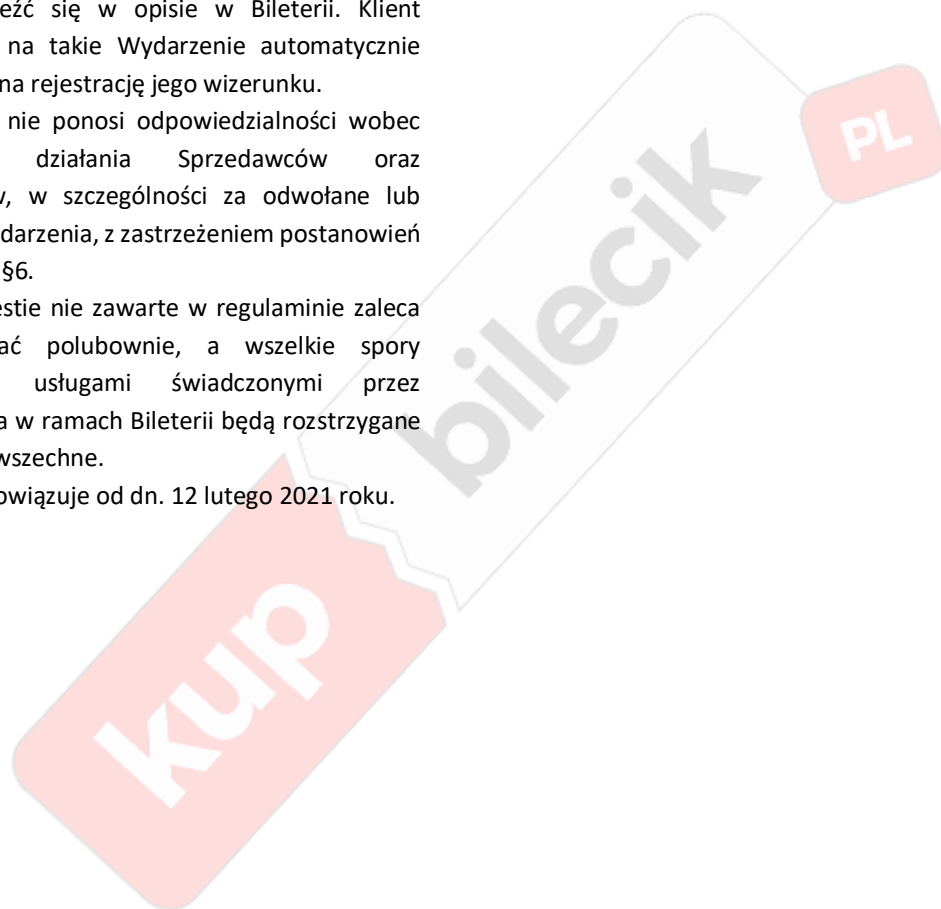 eźć się w opisie w Bileterii. Klient
na takie Wydarzenie automatycznie
na rejestrację jego wizerunku.
nie ponosi odpowiedzialności wobec
działania Sprzedawców oraz
w, w szczególności za odwołane lub
darzenia, z zastrzeżeniem postanowień
§6.
estie nie zawarte w regulaminie zaleca
ać polubownie, a wszelkie spory
usługami świadczonymi przez
a w ramach Bileterii będą rozstrzygane
wszechne.
owiązuje od dn. 12 lutego 2021 roku.
kup
bilecik
PL